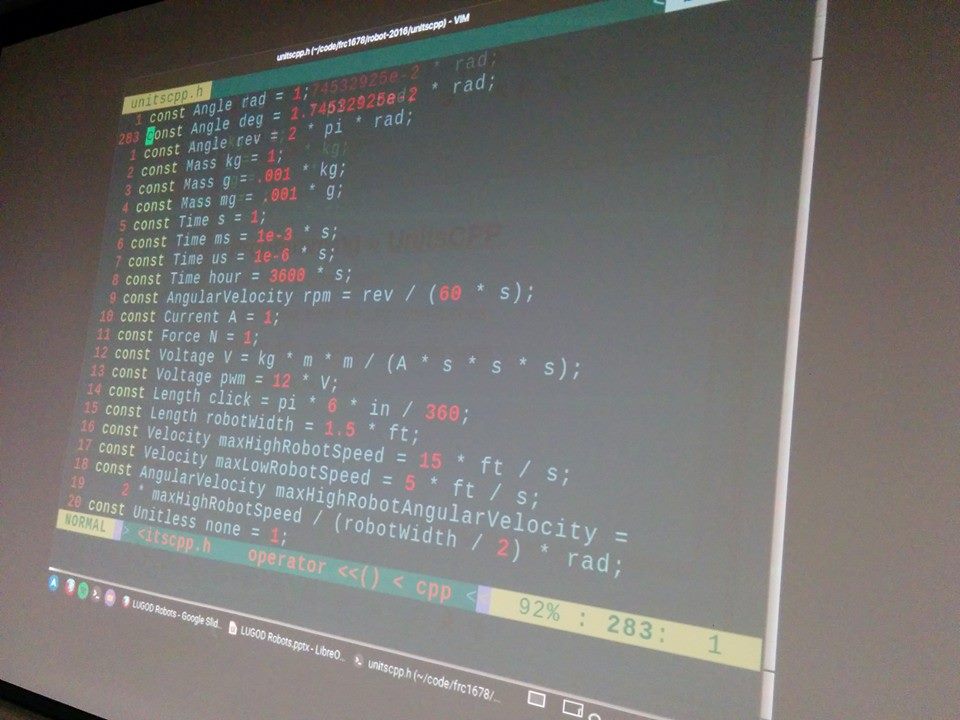 unitscpp.h (~/code/frc1678/robot-2016/unitscpp) - VIM
unitscpp.h
1 const Angle rad = 1;
283 const Angle deg = 1.74532925e-2 * rad;
1 const Angle rev = 2 * pi * rad;
2 const Mass kg = 1;
3 const Mass g = .001 * kg;
4 const Mass mg = .001 * g;
5 const Time s = 1;
6 const Time ms = 1e-3 * s;
7 const Time us = 1e-6 * s;
8 const Time hour = 3600 * s;
9 const AngularVelocity rpm = rev / (60 * s);
10 const Current A = 1;
11 const Force N = 1;
12 const Voltage V = kg * m * m / (A * s * s * s);
13 const Voltage pwm = 12 * V;
14 const Length click = pi * 6 * in / 360;
15 const Length robotWidth = 1.5 * ft;
16 const Velocity maxHighRobotSpeed = 15 * ft / s;
17 const Velocity maxLowRobotSpeed = 5 * ft / s;
18 const AngularVelocity maxHighRobotAngularVelocity =
19 2 * maxHighRobotSpeed / (robotWidth / 2) * rad;
20 const Unitless none = 1;
NORMAL > <itscpp.h operator <<() < cpp << 92% : 283: 1
LUGOD Robots - Google Slid... LUGOD Robots.pptx - LibreO... unitscpp.h (~/code/frc1678/...